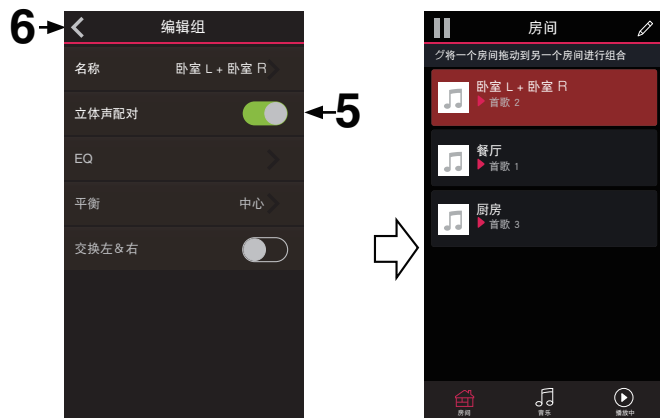 6
编辑组
名称 卧室 L + 卧室 R
立体声配对
5
EQ
平衡 中心
交换左&右
房间
グ将一个房间拖动到另一个房间进行组合
卧室 L + 卧室 R
首歌 2
餐厅
首歌 1
厨房
首歌 3
房间 音乐 播放中